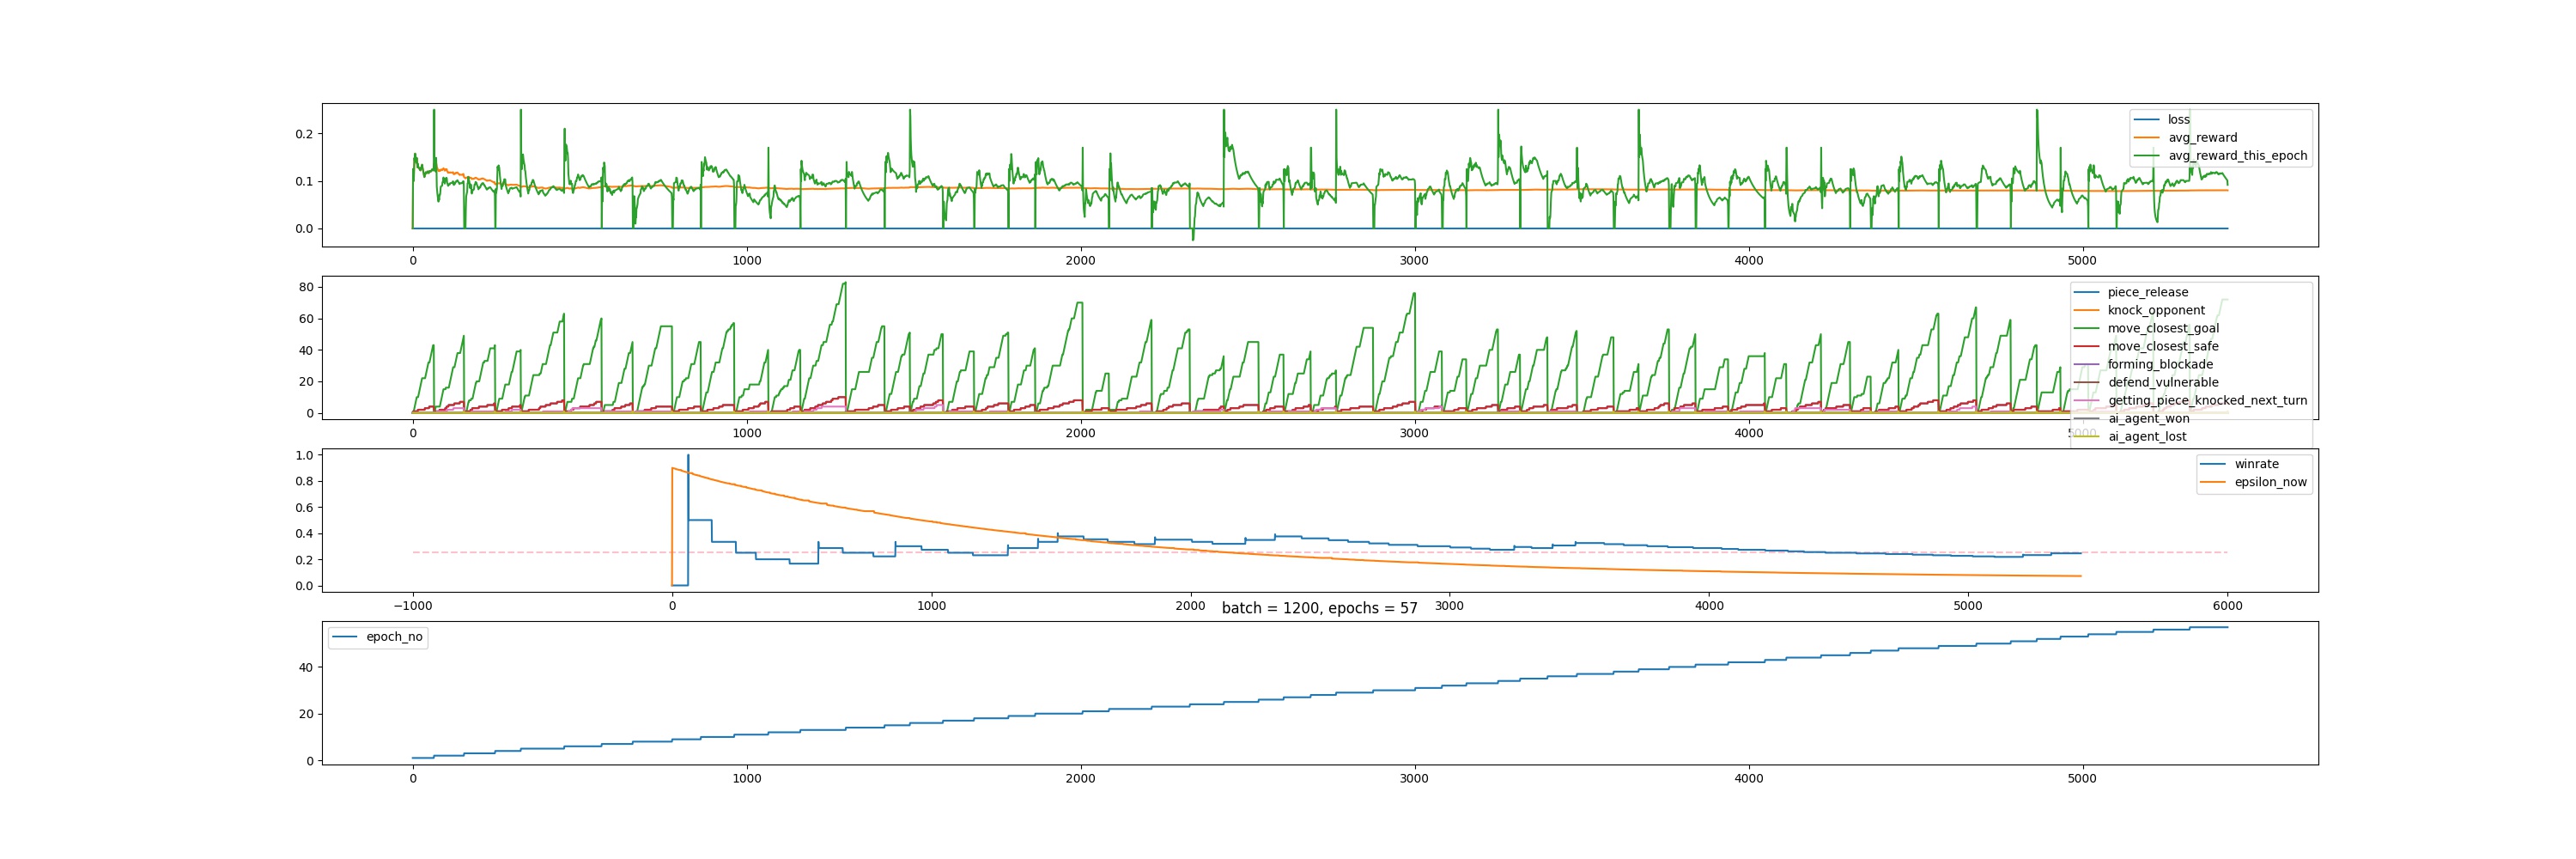 0.2
0.1
0.0
loss
avg_reward
avg_reward_this_epoch
0 1000 2000 3000 4000 5000
80
60
40
20
0
piece_release
knock_opponent
move_closest_goal
move_closest_safe
forming_blockade
defend_vulnerable
getting_piece_knocked_next_turn
ai_agent_won
ai_agent_lost
0 1000 2000 3000 4000 5000
1.0
0.8
0.6
0.4
0.2
0.0
winrate
epsilon_now
−1000 0 1000 2000 3000 4000 5000 6000
batch = 1200, epochs = 57
40
20
0
epoch_no
0 1000 2000 3000 4000 5000